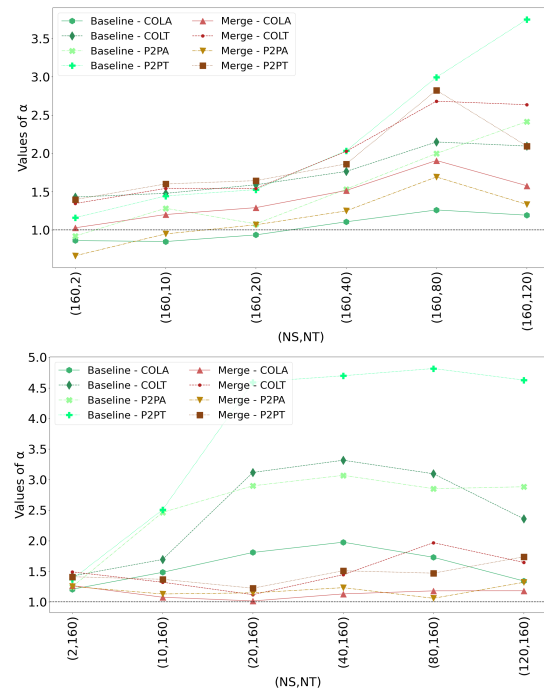 Baseline - COLA
Baseline - COLT
Baseline - P2PA
Baseline - P2PT
Merge - COLA
Merge - COLT
Merge - P2PA
Merge - P2PT
Values of α
3.5
3.0
2.5
2.0
1.5
1.0
(160,2)
(160,10)
(160,20)
(160,40)
(160,80)
(160,120)
(NS,NT)
Baseline - COLA
Baseline - COLT
Baseline - P2PA
Baseline - P2PT
Merge - COLA
Merge - COLT
Merge - P2PA
Merge - P2PT
Values of α
5.0
4.5
4.0
3.5
3.0
2.5
2.0
1.5
1.0
(2,160)
(10,160)
(20,160)
(40,160)
(80,160)
(120,160)
(NS,NT)